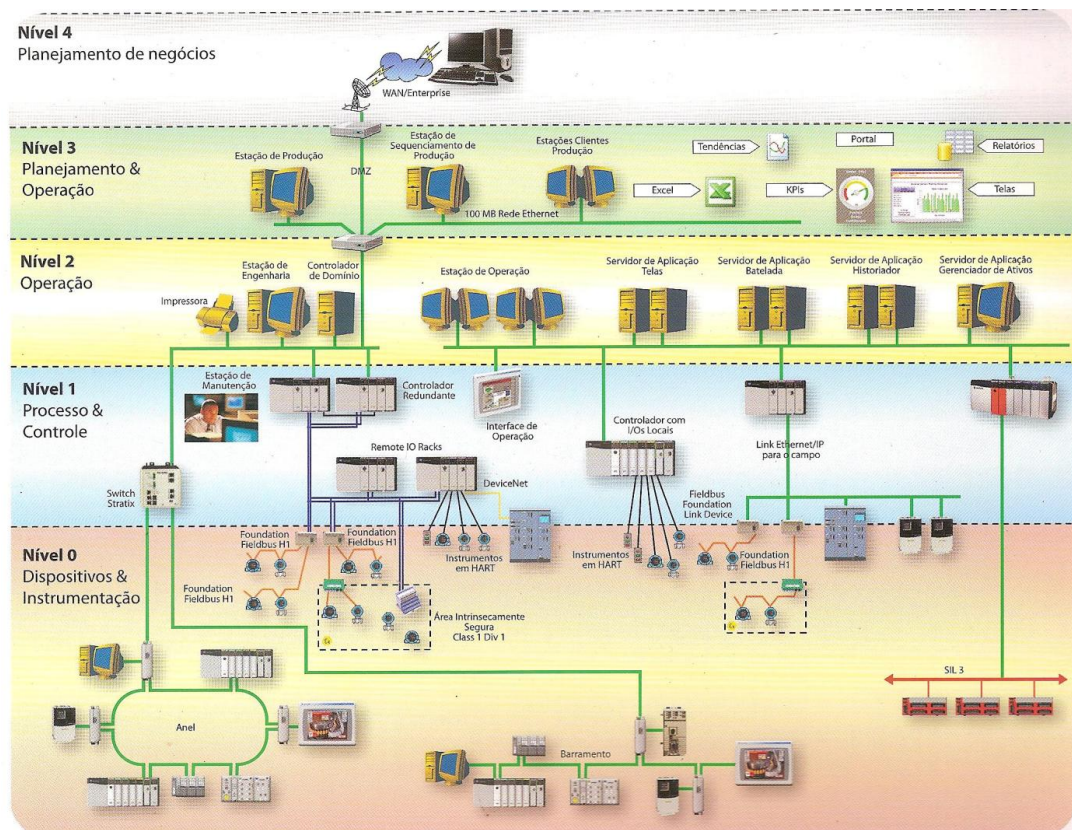 Nível 4
Planejamento de negócios
WAN/Enterprise
Nível 3
Planejamento &
Operação
Estação de Produção
DMZ
Estação de
Sequenciamento de
Produção
Estações Clientes
Produção
100 MB Rede Ethernet
Tendências
Portal
Relatórios
Excel
KPIs
Telas
Nível 2
Operação
Impressora
Estação de
Engenharia
Controlador
de Domínio
Estação de Operação
Servidor de Aplicação
Telas
Servidor de Aplicação
Batelada
Servidor de Aplicação
Historiador
Servidor de Aplicação
Gerenciador de Ativos
Nível 1
Processo &
Controle
Estação de
Manutenção
Controlador
Redundante
Interface de
Operação
Controlador com
I/Os Locais
Link Ethernet/IP
para o campo
Remote IO Racks
DeviceNet
Switch
Stratix
Fieldbus
Foundation
Link Device
Nível 0
Dispositivos &
Instrumentação
Foundation
Fieldbus H1
Foundation
Fieldbus H1
Foundation
Fieldbus H1
Instrumentos
em HART
Instrumentos
em HART
Foundation
Fieldbus H1
Área Intrinsecamente
Segura
Class 1 Div 1
SIL 3
Anel
Barramento